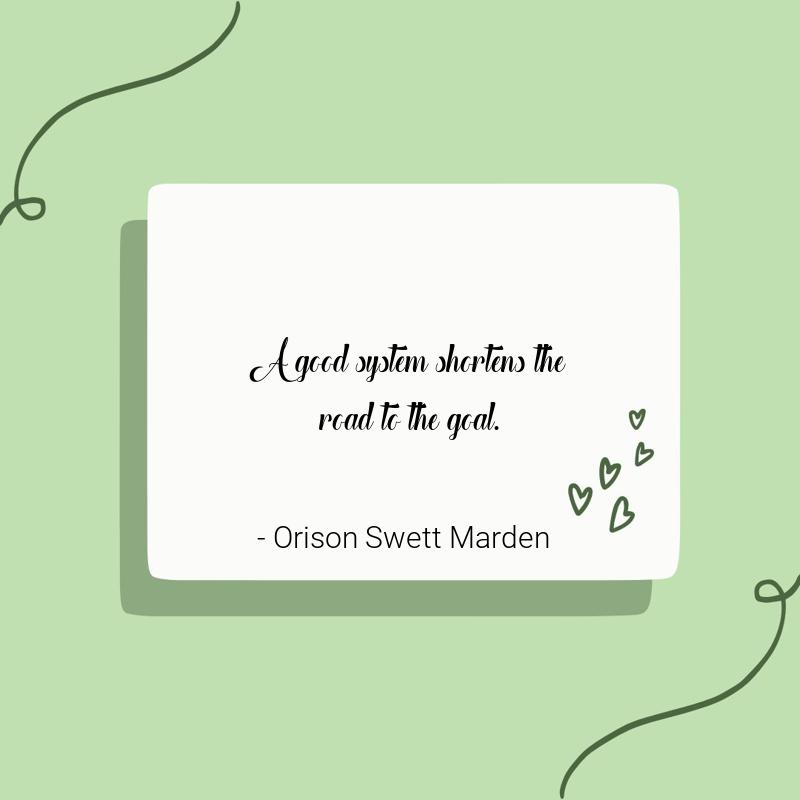 A good system shortens the
road to the goal.
- Orison Swett Marden